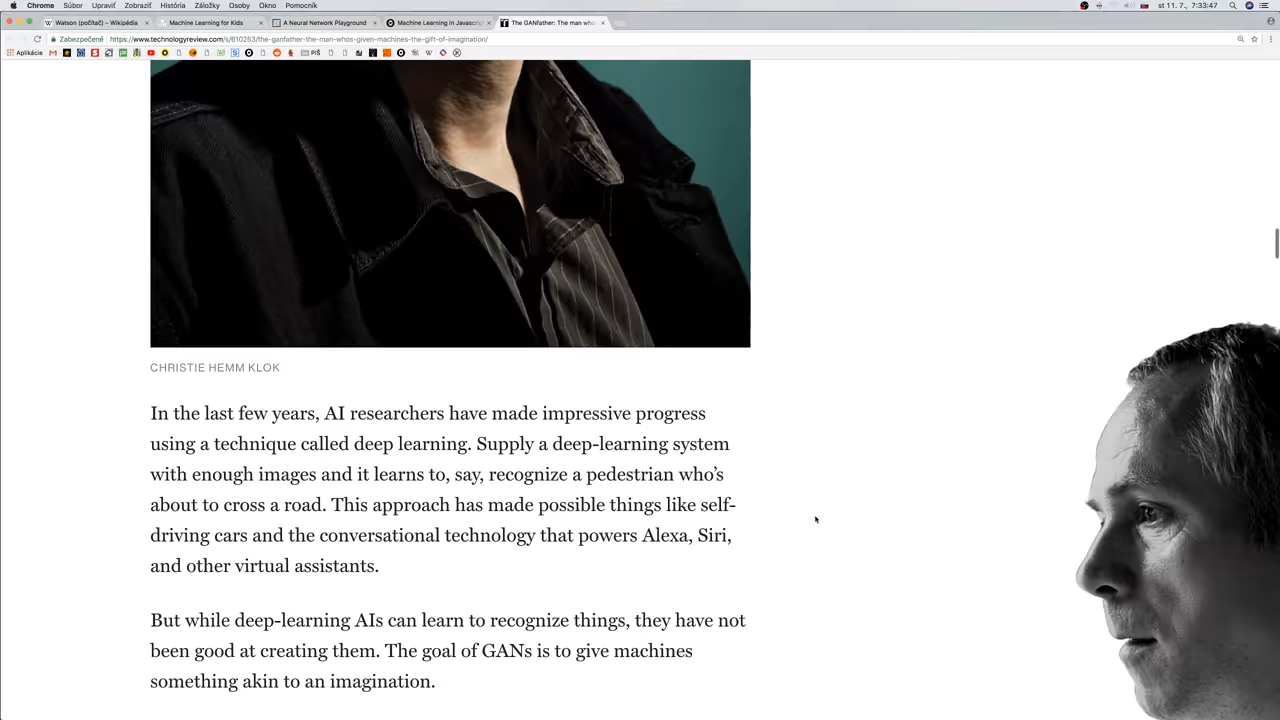 Chrome Súbor Upraviť Zobraziť História Záložky Osoby Okno Pomocník st 11. 7., 7:33:47
Watson (počítač) – Wikipédia Machine Learning for Kids A Neural Network Playground Machine Learning in Javascript The GANfather: The man who
Zabezpečené https://www.technologyreview.com/s/610253/the-ganfather-the-man-whos-given-machines-the-gift-of-imagination/
Aplikácie PIŠ
CHRISTIE HEMM KLOK
In the last few years, AI researchers have made impressive progress
using a technique called deep learning. Supply a deep-learning system
with enough images and it learns to, say, recognize a pedestrian who’s
about to cross a road. This approach has made possible things like self-
driving cars and the conversational technology that powers Alexa, Siri,
and other virtual assistants.
But while deep-learning AIs can learn to recognize things, they have not
been good at creating them. The goal of GANs is to give machines
something akin to an imagination.